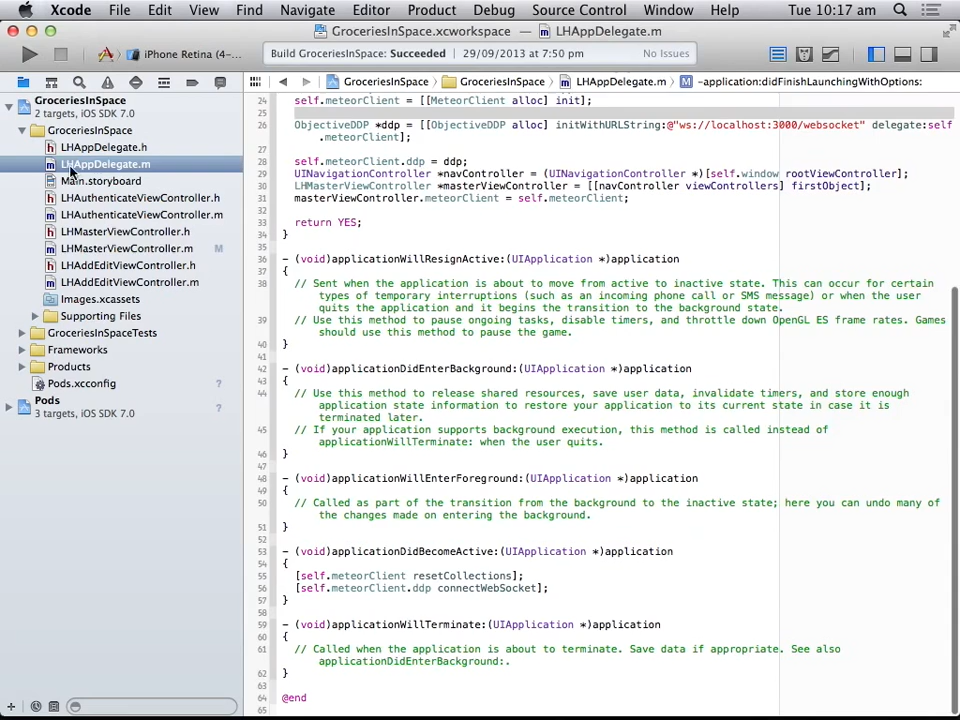 Xcode File Edit View Find Navigate Editor Product Debug Source Control Window Help Tue 10:17 am
GroceriesInSpace.xcworkspace — LHAppDelegate.m
iPhone Retina (4–... Build GroceriesInSpace: Succeeded 29/09/2013 at 7:50 pm No Issues
GroceriesInSpace GroceriesInSpace LHAppDelegate.m M -application:didFinishLaunchingWithOptions:
GroceriesInSpace
2 targets, iOS SDK 7.0
GroceriesInSpace
h LHAppDelegate.h
m LHAppDelegate.m
Main.storyboard
h LHAuthenticateViewController.h
m LHAuthenticateViewController.m
h LHMasterViewController.h
m LHMasterViewController.m M
h LHAddEditViewController.h
m LHAddEditViewController.m
Images.xcassets
Supporting Files
GroceriesInSpaceTests
Frameworks
Products
Pods.xcconfig ?
Pods
3 targets, iOS SDK 7.0 ?
24 self.meteorClient = [[MeteorClient alloc] init];
25
26 ObjectiveDDP *ddp = [[ObjectiveDDP alloc] initWithURLString:@"ws://localhost:3000/websocket" delegate:self
.meteorClient];
27
28 self.meteorClient.ddp = ddp;
29 UINavigationController *navController = (UINavigationController *)[self.window rootViewController];
30 LHMasterViewController *masterViewController = [[navController viewControllers] firstObject];
31 masterViewController.meteorClient = self.meteorClient;
32
33 return YES;
34 }
35
36 - (void)applicationWillResignActive:(UIApplication *)application
37 {
38 // Sent when the application is about to move from active to inactive state. This can occur for certain
types of temporary interruptions (such as an incoming phone call or SMS message) or when the user
quits the application and it begins the transition to the background state.
39 // Use this method to pause ongoing tasks, disable timers, and throttle down OpenGL ES frame rates. Games
should use this method to pause the game.
40 }
41
42 - (void)applicationDidEnterBackground:(UIApplication *)application
43 {
44 // Use this method to release shared resources, save user data, invalidate timers, and store enough
application state information to restore your application to its current state in case it is
terminated later.
45 // If your application supports background execution, this method is called instead of
applicationWillTerminate: when the user quits.
46 }
47
48 - (void)applicationWillEnterForeground:(UIApplication *)application
49 {
50 // Called as part of the transition from the background to the inactive state; here you can undo many of
the changes made on entering the background.
51 }
52
53 - (void)applicationDidBecomeActive:(UIApplication *)application
54 {
55 [self.meteorClient resetCollections];
56 [self.meteorClient.ddp connectWebSocket];
57 }
58
59 - (void)applicationWillTerminate:(UIApplication *)application
60 {
61 // Called when the application is about to terminate. Save data if appropriate. See also
applicationDidEnterBackground:.
62 }
63
64 @end
65